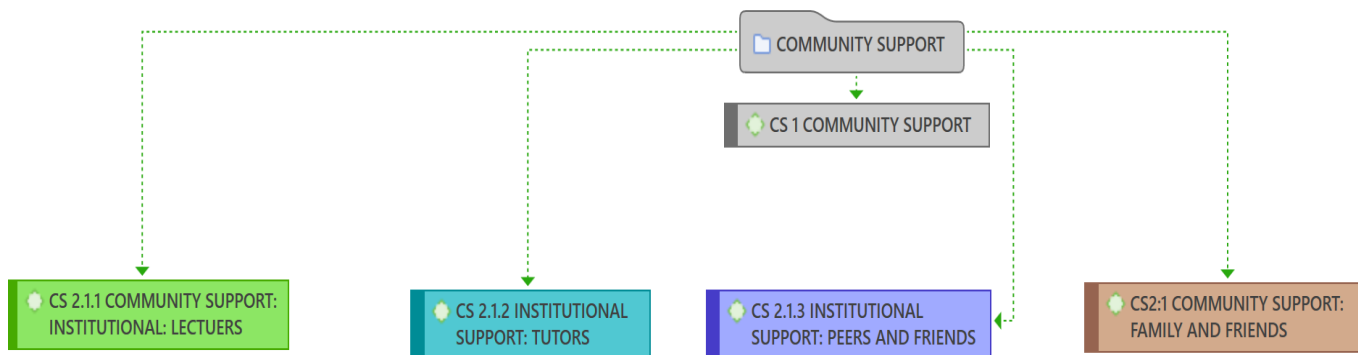 COMMUNITY SUPPORT
CS 1 COMMUNITY SUPPORT
CS 2.1.1 COMMUNITY SUPPORT:
INSTITUTIONAL: LECTUERS
CS 2.1.2 INSTITUTIONAL
SUPPORT: TUTORS
CS 2.1.3 INSTITUTIONAL
SUPPORT: PEERS AND FRIENDS
CS2:1 COMMUNITY SUPPORT:
FAMILY AND FRIENDS